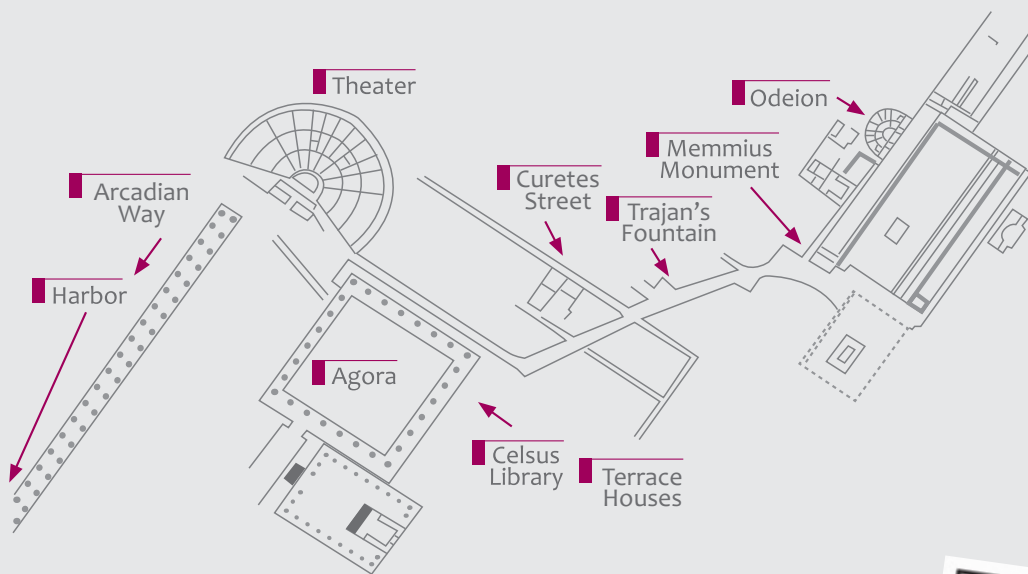 Theater
Odeion
Memmius
Monument
Curetes
Street
Arcadian
Way
Trajan’s
Fountain
Harbor
Agora
Celsus
Library
Terrace
Houses